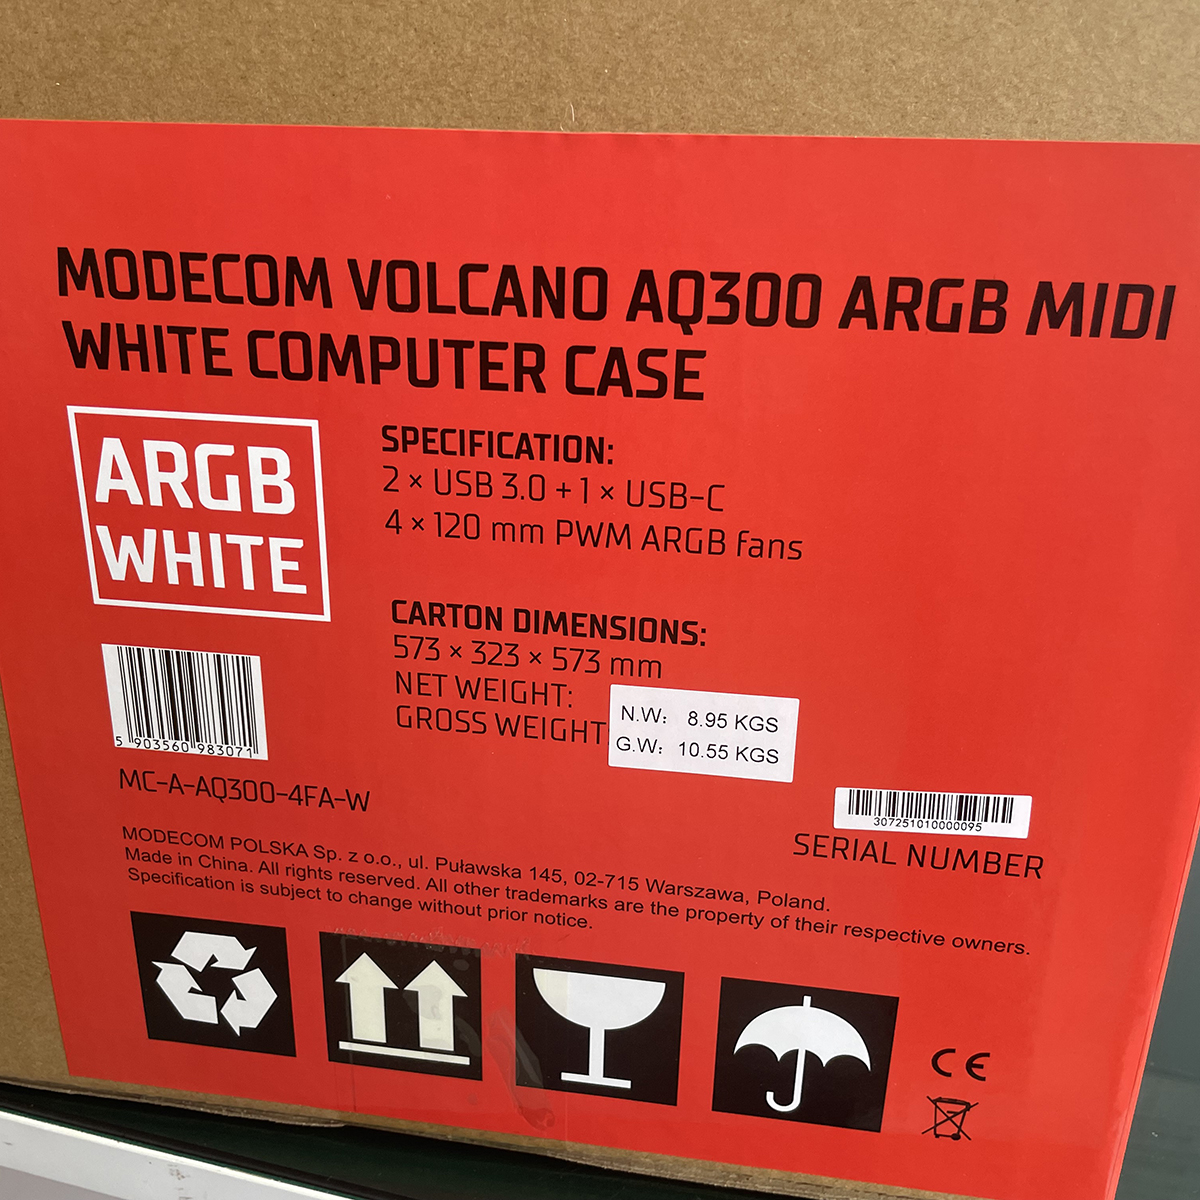 MODECOM VOLCANO AQ300 ARGB MIDI
WHITE COMPUTER CASE
ARGB
WHITE
SPECIFICATION:
2 × USB 3.0 + 1 × USB-C
4 × 120 mm PWM ARGB fans
CARTON DIMENSIONS:
573 × 323 × 573 mm
NET WEIGHT:
GROSS WEIGHT
N.W: 8.95 KGS
G.W: 10.55 KGS
5 903560 983071
MC-A-AQ300-4FA-W
307251010000095
SERIAL NUMBER
MODECOM POLSKA Sp. z o.o., ul. Puławska 145, 02-715 Warszawa, Poland.
Made in China. All rights reserved. All other trademarks are the property of their respective owners.
Specification is subject to change without prior notice.
CE